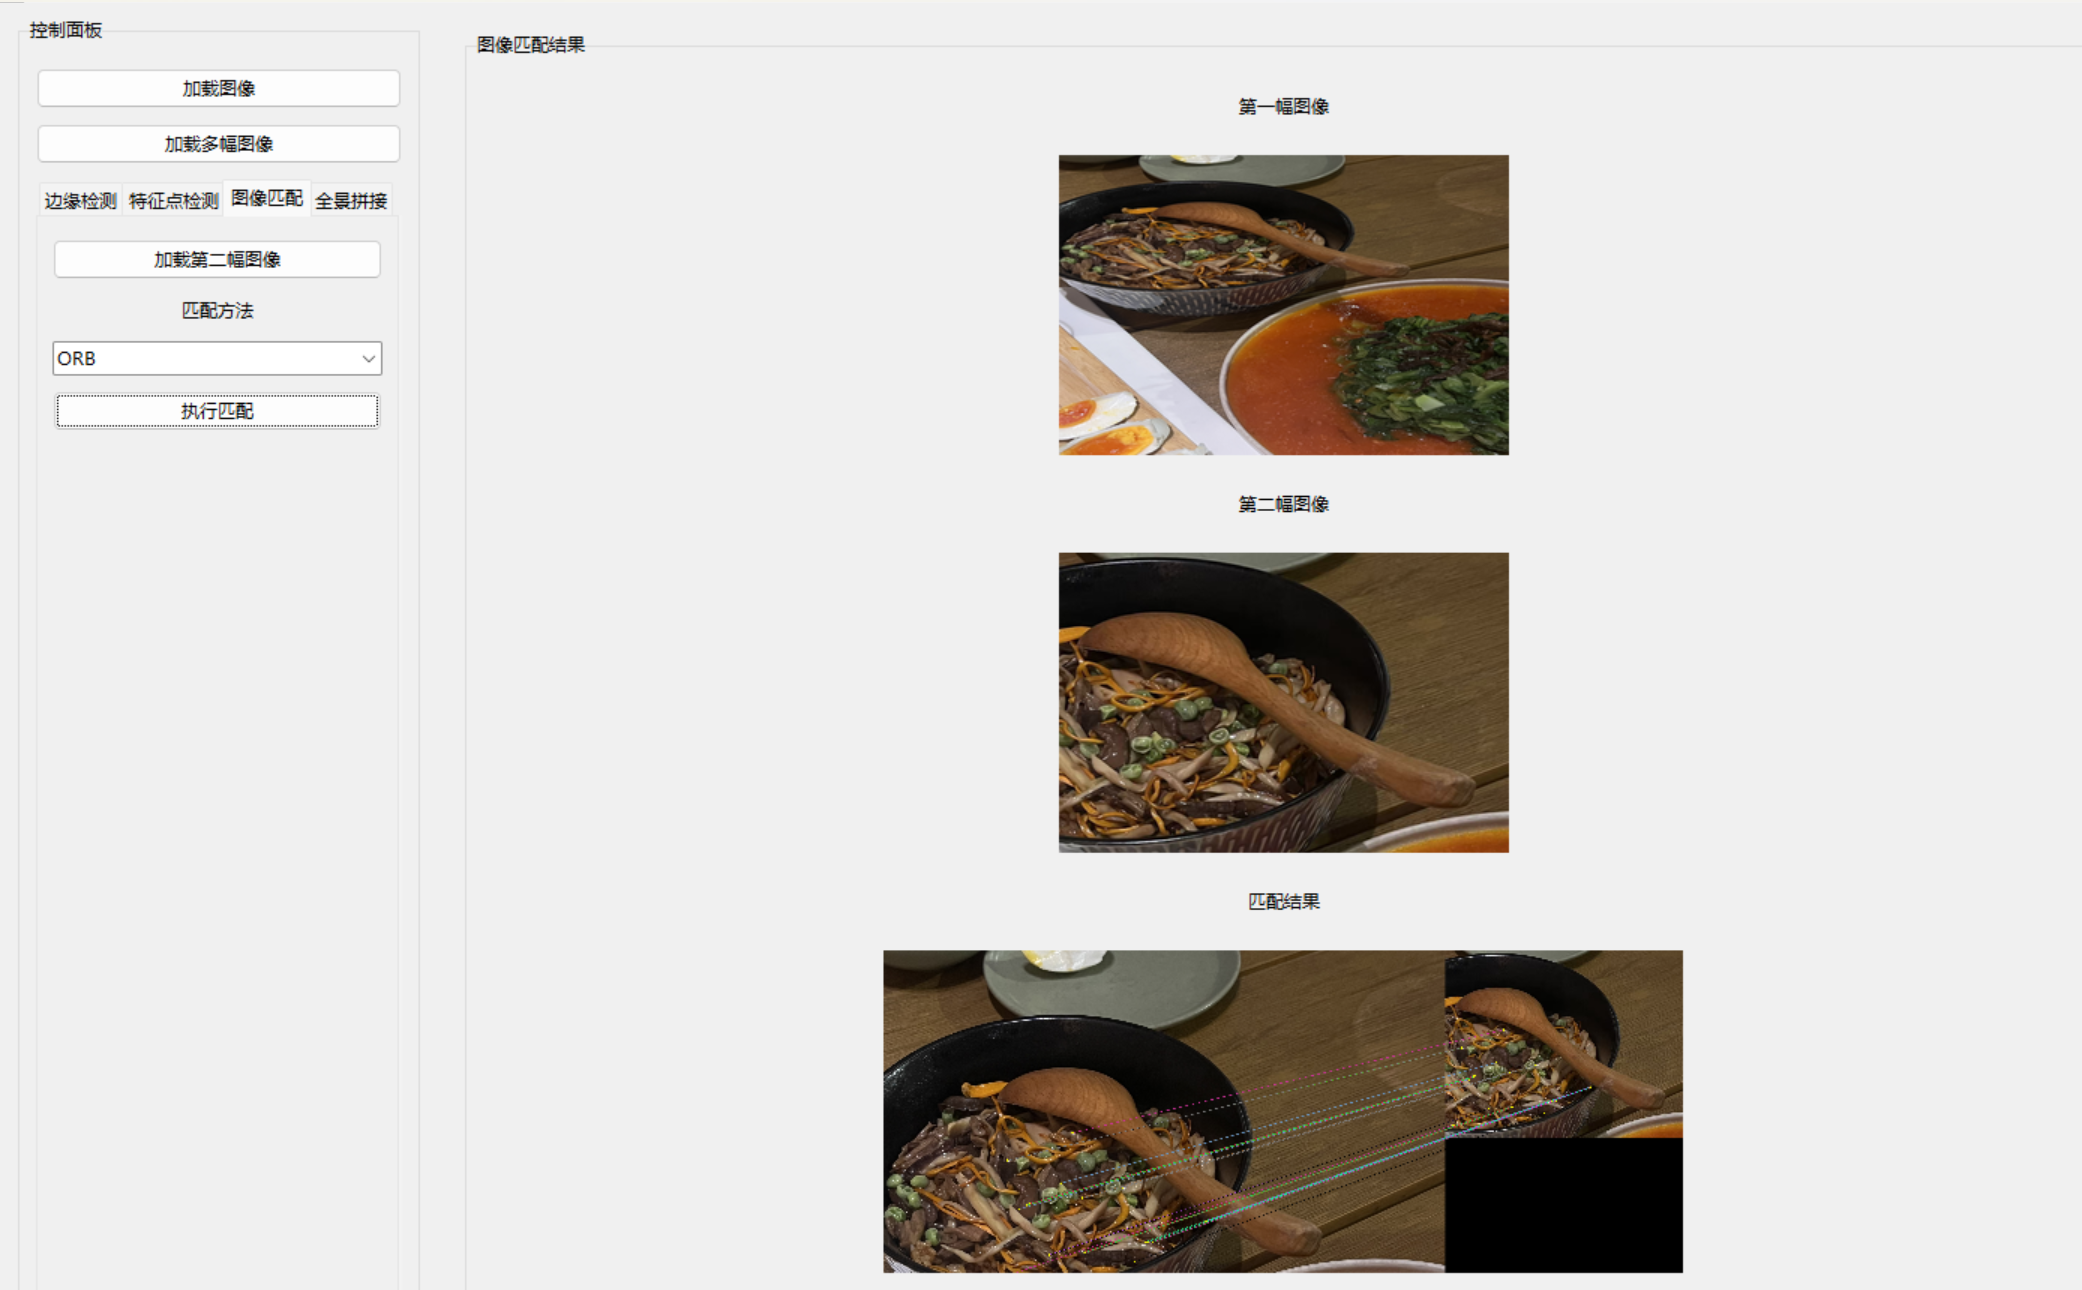 控制面板
加载图像
加载多幅图像
边缘检测 特征点检测 图像匹配 全景拼接
加载第二幅图像
匹配方法
ORB
执行匹配
图像匹配结果
第一幅图像
第二幅图像
匹配结果